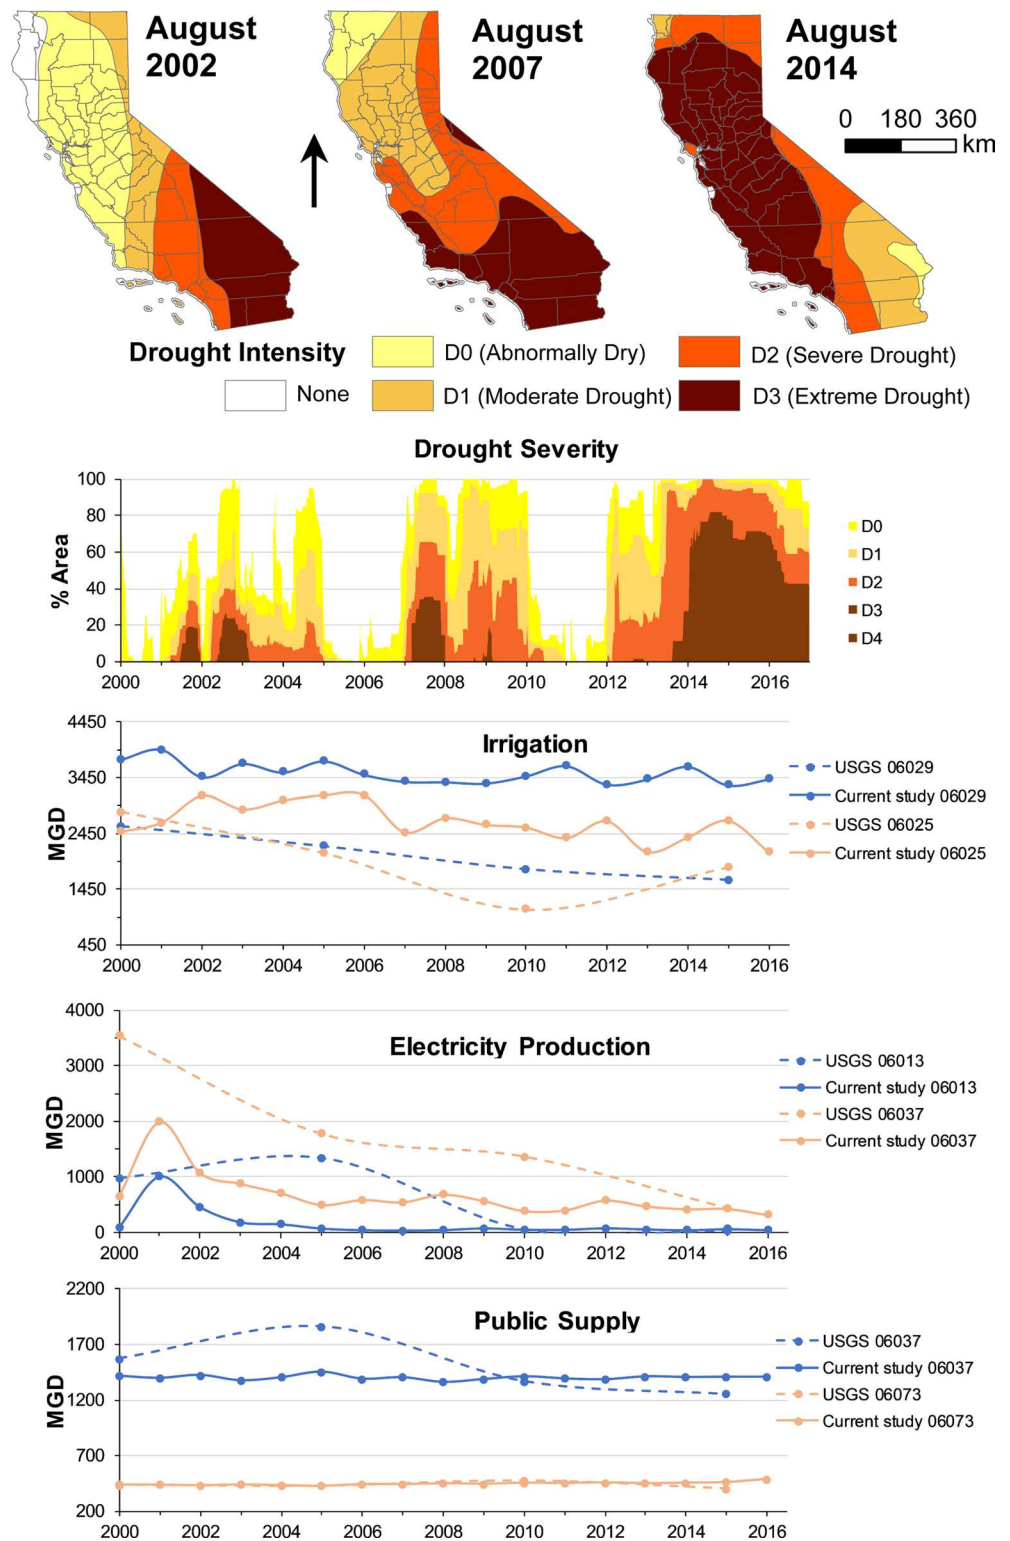 August
2002
August
2007
August
2014
0 180 360
km
Drought Intensity
None
D0 (Abnormally Dry)
D1 (Moderate Drought)
D2 (Severe Drought)
D3 (Extreme Drought)
Drought Severity
% Area
100
80
60
40
20
0
2000 2002 2004 2006 2008 2010 2012 2014 2016
D0
D1
D2
D3
D4
Irrigation
MGD
4450
3450
2450
1450
450
2000 2002 2004 2006 2008 2010 2012 2014 2016
USGS 06029
Current study 06029
USGS 06025
Current study 06025
Electricity Production
MGD
4000
3000
2000
1000
0
2000 2002 2004 2006 2008 2010 2012 2014 2016
USGS 06013
Current study 06013
USGS 06037
Current study 06037
Public Supply
MGD
2200
1700
1200
700
200
2000 2002 2004 2006 2008 2010 2012 2014 2016
USGS 06037
Current study 06037
USGS 06073
Current study 06073